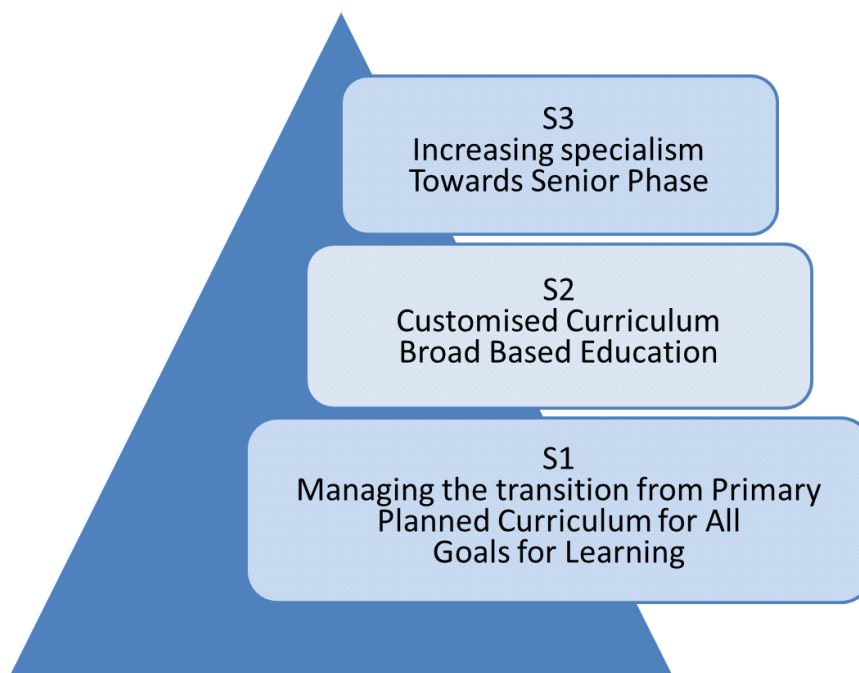 S3
Increasing specialism
Towards Senior Phase
S2
Customised Curriculum
Broad Based Education
S1
Managing the transition from Primary
Planned Curriculum for All
Goals for Learning